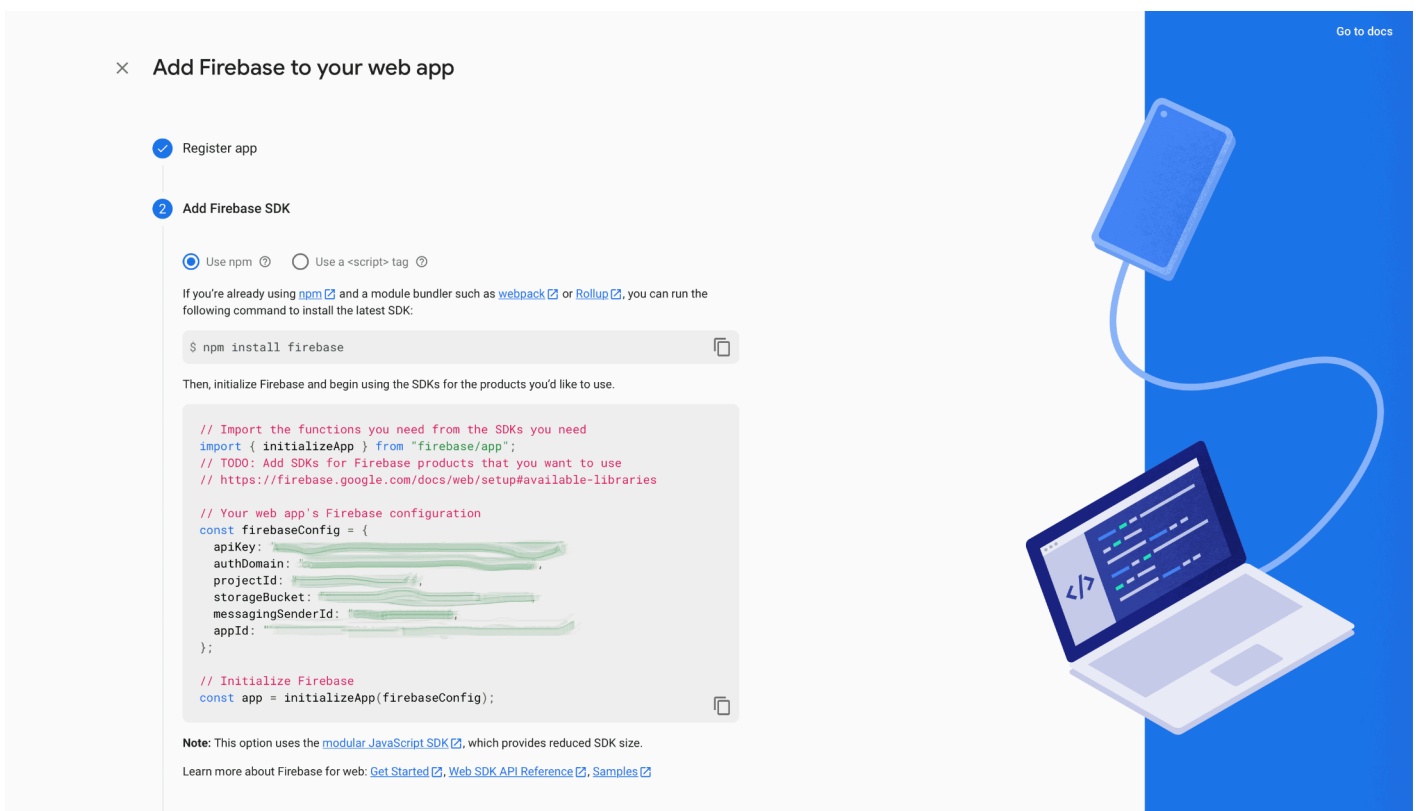 Go to docs
Add Firebase to your web app
Register app
2 Add Firebase SDK
Use npm Use a <script> tag
If you're already using npm and a module bundler such as webpack or Rollup, you can run the
following command to install the latest SDK:
$ npm install firebase
Then, initialize Firebase and begin using the SDKs for the products you'd like to use.
// Import the functions you need from the SDKs you need
import { initializeApp } from "firebase/app";
// TODO: Add SDKs for Firebase products that you want to use
// https://firebase.google.com/docs/web/setup#available-libraries
// Your web app's Firebase configuration
const firebaseConfig = {
apiKey: "
authDomain: "
projectId:
storageBucket:
messagingSenderId: "
appId: "
};
// Initialize Firebase
const app = initializeApp(firebaseConfig);
Note: This option uses the modular JavaScript SDK, which provides reduced SDK size.
Learn more about Firebase for web: Get Started, Web SDK API Reference, Samples